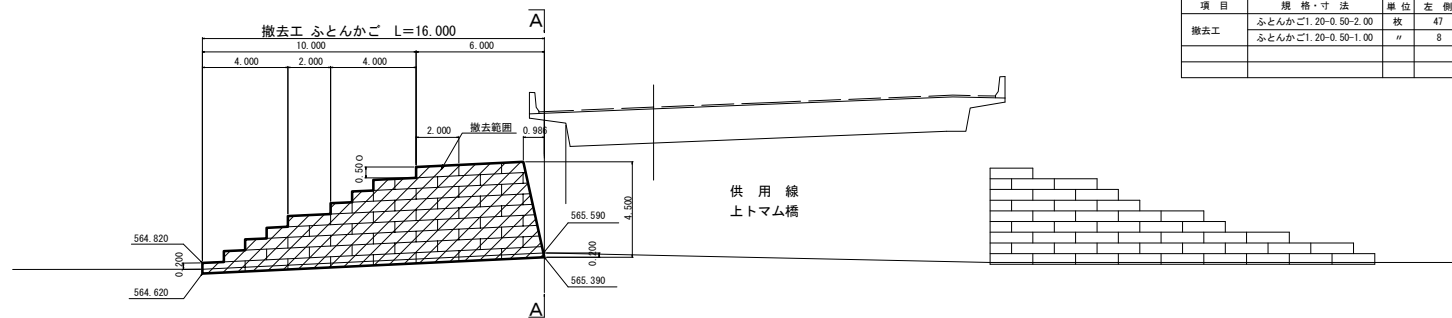 A
撤去工 ふとんかご L=16.000
10.000 6.000
4.000 2.000 4.000
2.000 撤去範囲 0.986
0.500
4.500
565.590
564.820
0.200
0.200
564.620
565.390
A
供用線
上トマム橋
項目 規格・寸法 単位 左側
撤去工 ふとんかご1.20-0.50-2.00 枚 47
ふとんかご1.20-0.50-1.00 〃 8